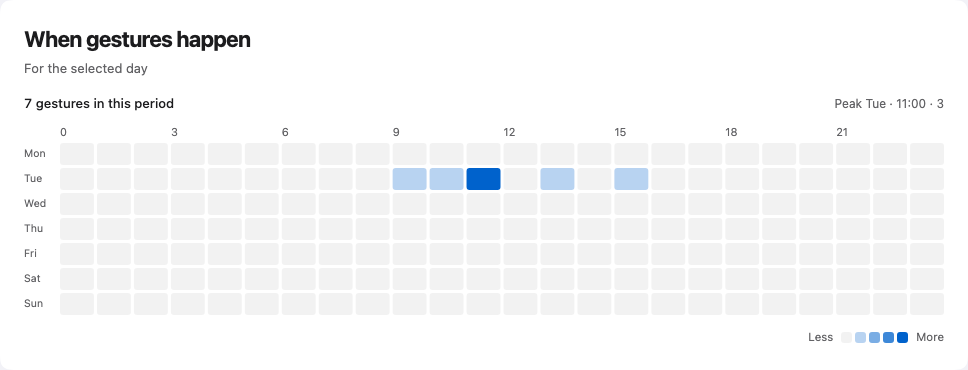 When gestures happen
For the selected day
7 gestures in this period Peak Tue · 11:00 · 3
0 3 6 9 12 15 18 21
Mon
Tue
Wed
Thu
Fri
Sat
Sun
Less More